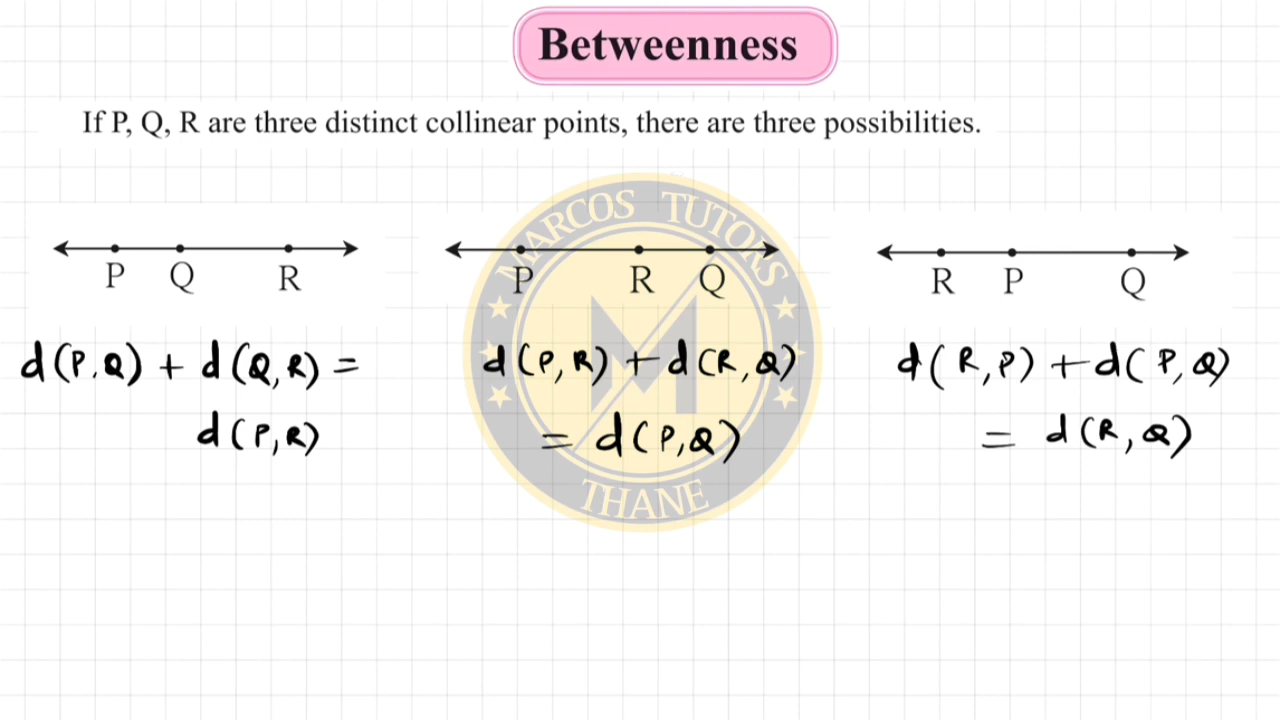 Betweenness
If P, Q, R are three distinct collinear points, there are three possibilities.
MARCOS TUTORS
P Q R
P R Q
R P Q
d(P,Q) + d(Q,R) =
d(P,R)
d(P,R) + d(R,Q)
= d(P,Q)
d(R,P) + d(P,Q)
= d(R,Q)
M
THANE